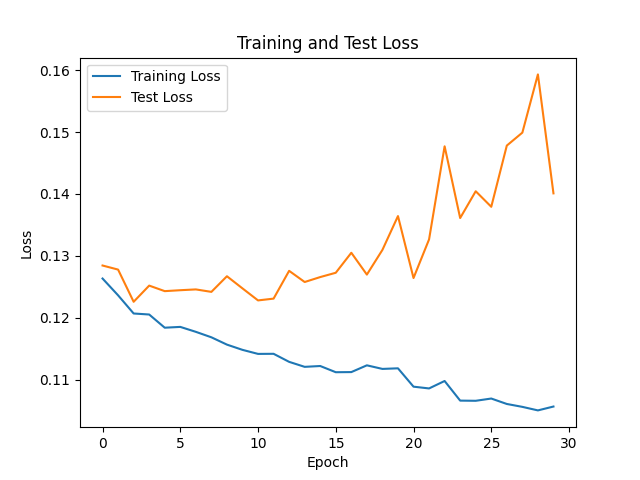 Training and Test Loss
Training Loss
Test Loss
0.16
0.15
0.14
0.13
0.12
0.11
Loss
0 5 10 15 20 25 30
Epoch